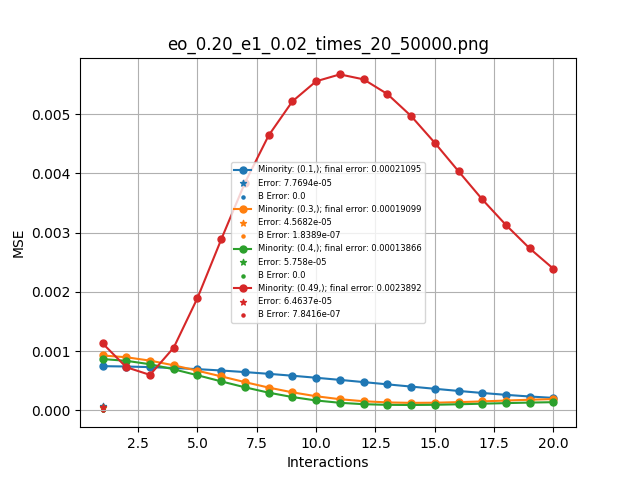 eo_0.20_e1_0.02_times_20_50000.png
MSE
0.005
0.004
0.003
0.002
0.001
0.000
Minority: (0.1,); final error: 0.00021095
Error: 7.7694e-05
B Error: 0.0
Minority: (0.3,); final error: 0.00019099
Error: 4.5682e-05
B Error: 1.8389e-07
Minority: (0.4,); final error: 0.00013866
Error: 5.758e-05
B Error: 0.0
Minority: (0.49,); final error: 0.0023892
Error: 6.4637e-05
B Error: 7.8416e-07
2.5 5.0 7.5 10.0 12.5 15.0 17.5 20.0
Interactions